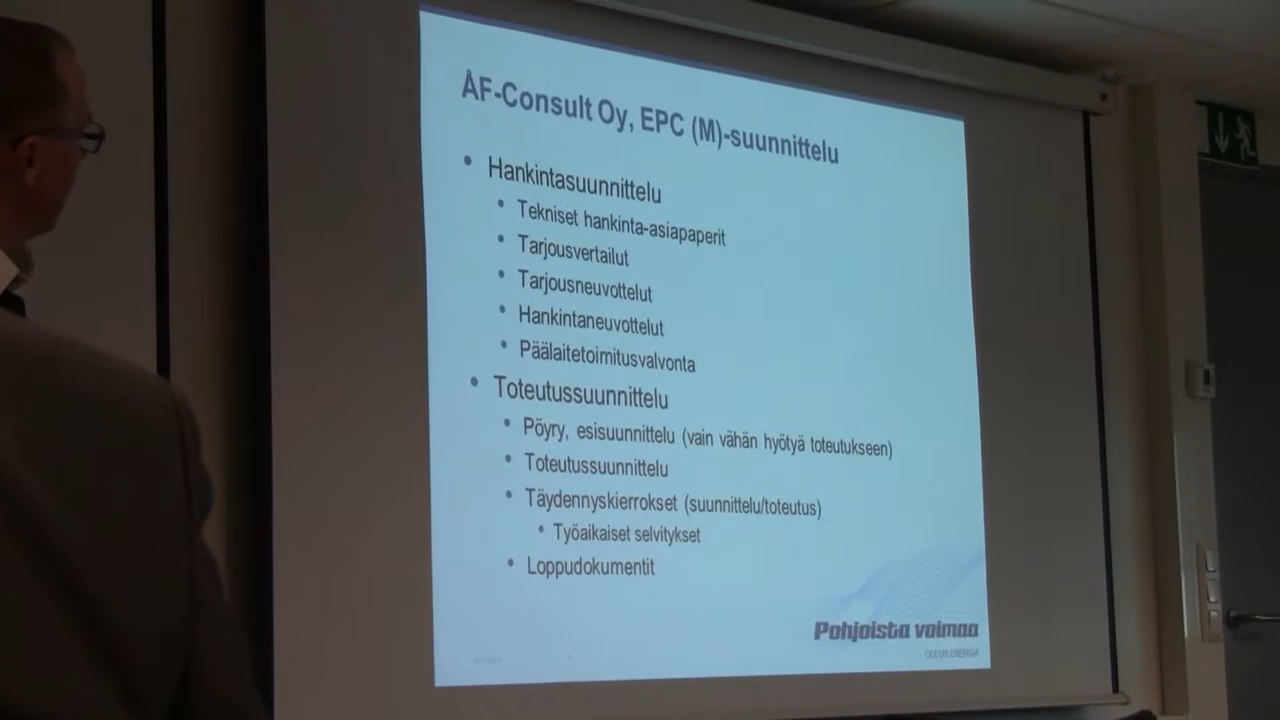 ÅF-Consult Oy, EPC (M)-suunnittelu
• Hankintasuunnittelu
• Tekniset hankinta-asiapaperit
• Tarjousvertailut
• Tarjousneuvottelut
• Hankintaneuvottelut
• Päälaitetoimitusvalvonta
• Toteutussuunnittelu
• Pöyry, esisuunnittelu (vain vähän hyötyä toteutukseen)
• Toteutussuunnittelu
• Täydennyskierrokset (suunnittelu/toteutus)
• Työaikaiset selvitykset
• Loppudokumentit
Pohjoista voimaa
OULUN ENERGIA